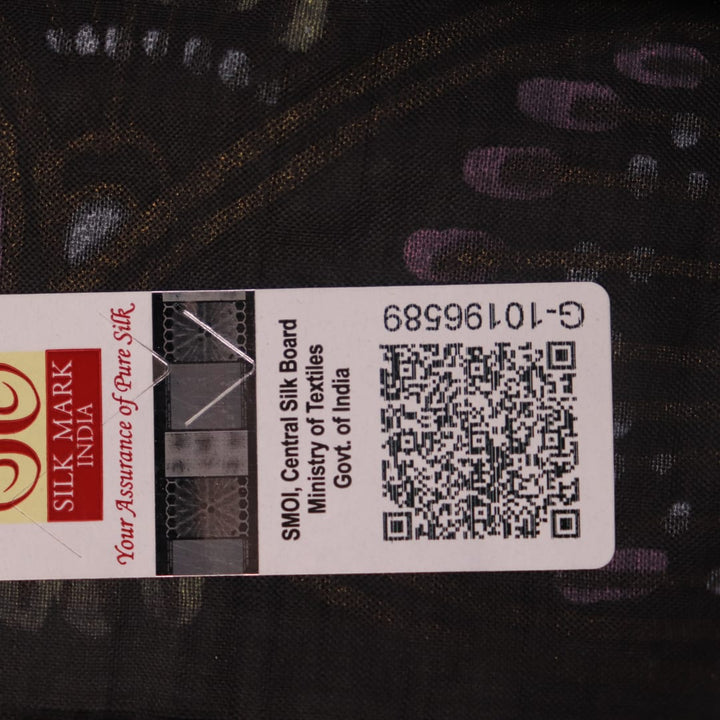 SILK MARK
INDIA
Your Assurance of Pure Silk
SMOI, Central Silk Board
Ministry of Textiles
Govt. of India
G-10196589